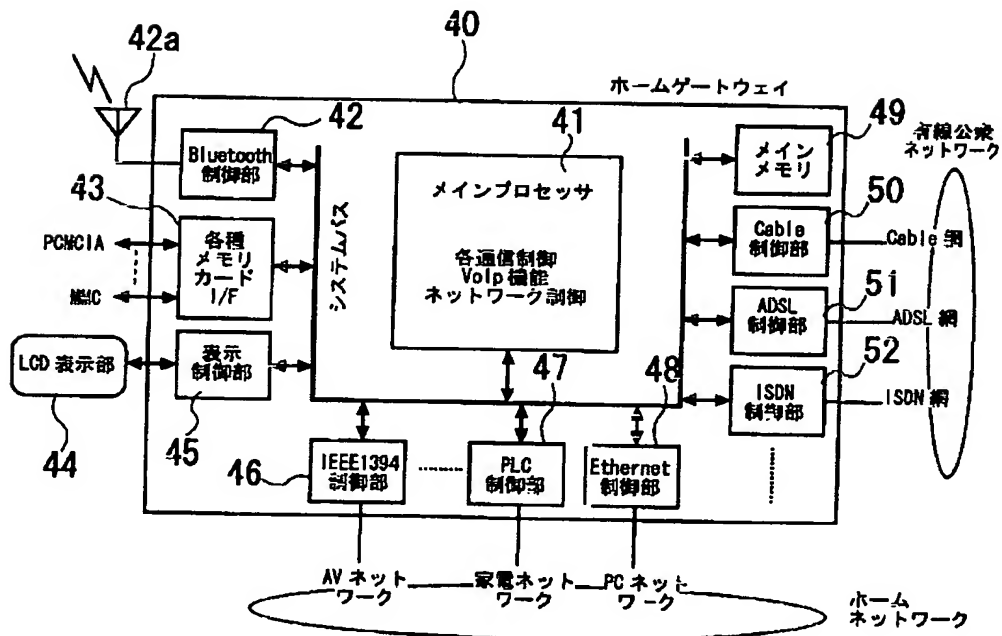 42a
40
ホームゲートウェイ
42
Bluetooth
制御部
41
メインプロセッサ
各通信制御
VoIp 機能
ネットワーク制御
49
メイン
メモリ
有線公衆
ネットワーク
43
PCMCIA
MMC
各種
メモリ
カード
I/F
システムバス
50
Cable
制御部
Cable 網
51
ADSL
制御部
ADSL 網
LCD 表示部
44
表示
制御部
45
52
ISDN
制御部
ISDN 網
46
IEEE1394
制御部
47
PLC
制御部
48
Ethernet
制御部
AV ネット
ワーク
家電ネット
ワーク
PC ネット
ワーク
ホーム
ネットワーク